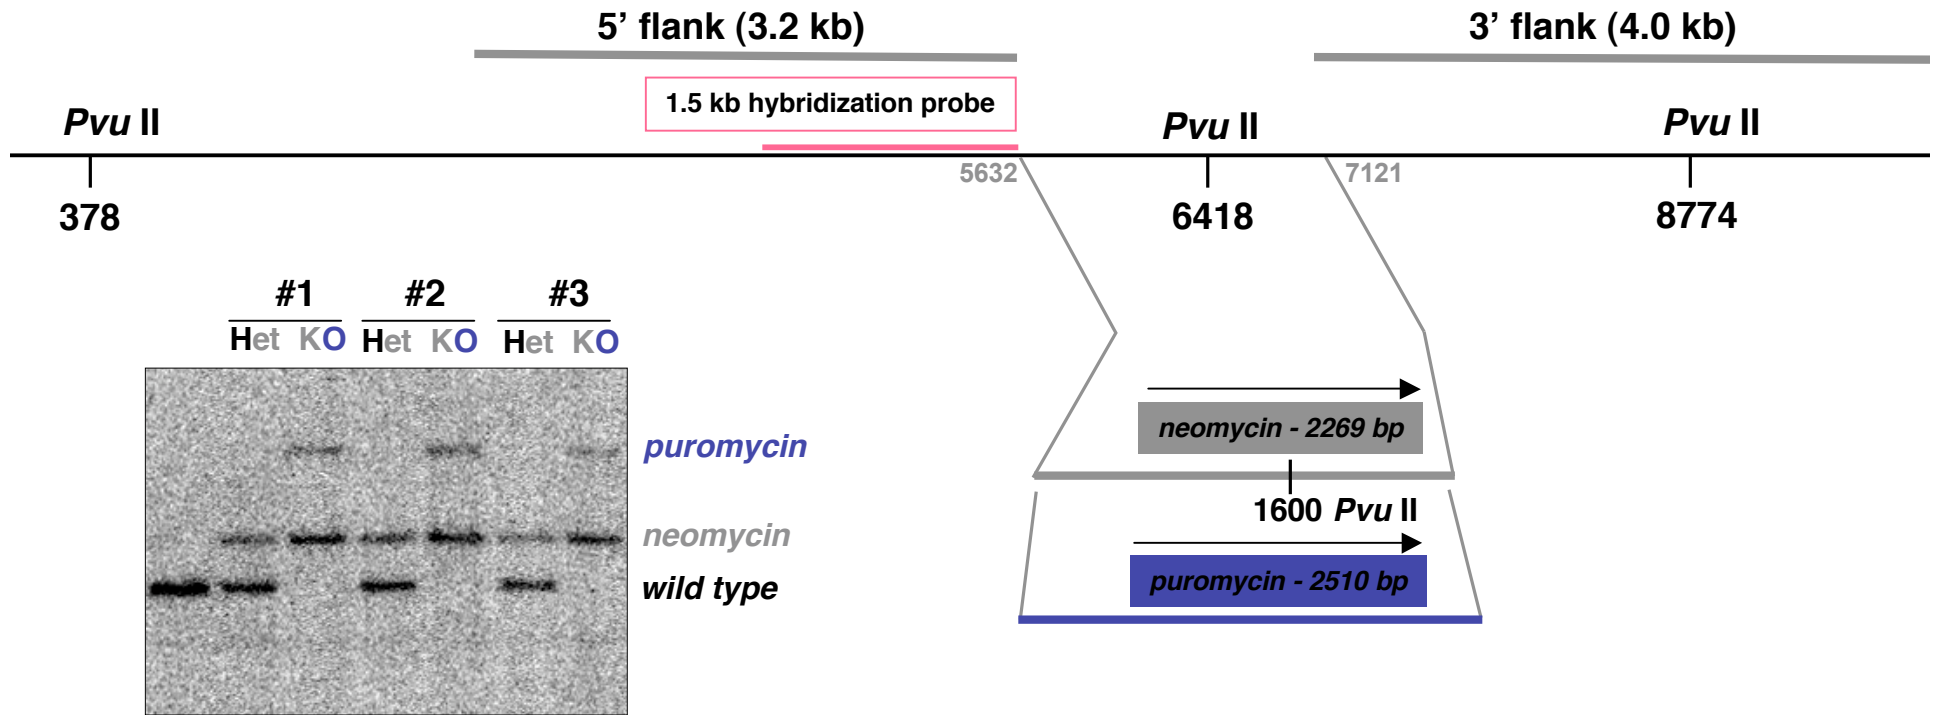 5’ flank (3.2 kb)
3’ flank (4.0 kb)
1.5 kb hybridization probe
Pvu II
Pvu II
Pvu II
5632
7121
378
6418
8774
#1 #2 #3
Het KO Het KO Het KO
puromycin
neomycin
wild type
neomycin - 2269 bp
1600 Pvu II
puromycin - 2510 bp